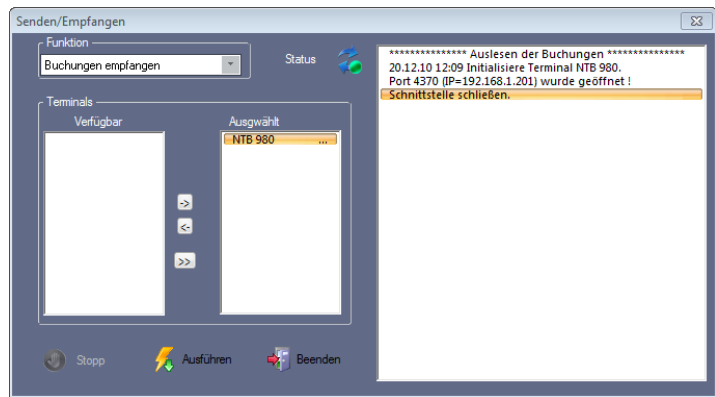 Senden/Empfangen
Funktion
Buchungen empfangen
Status
Terminals
Verfügbar
Ausgwählt
NTB 980 ...
->
<-
>>
Stopp
Ausführen
Beenden
*************** Auslesen der Buchungen ***************
20.12.10 12:09 Initialisiere Terminal NTB 980.
Port 4370 (IP=192.168.1.201) wurde geöffnet !
Schnittstelle schließen.